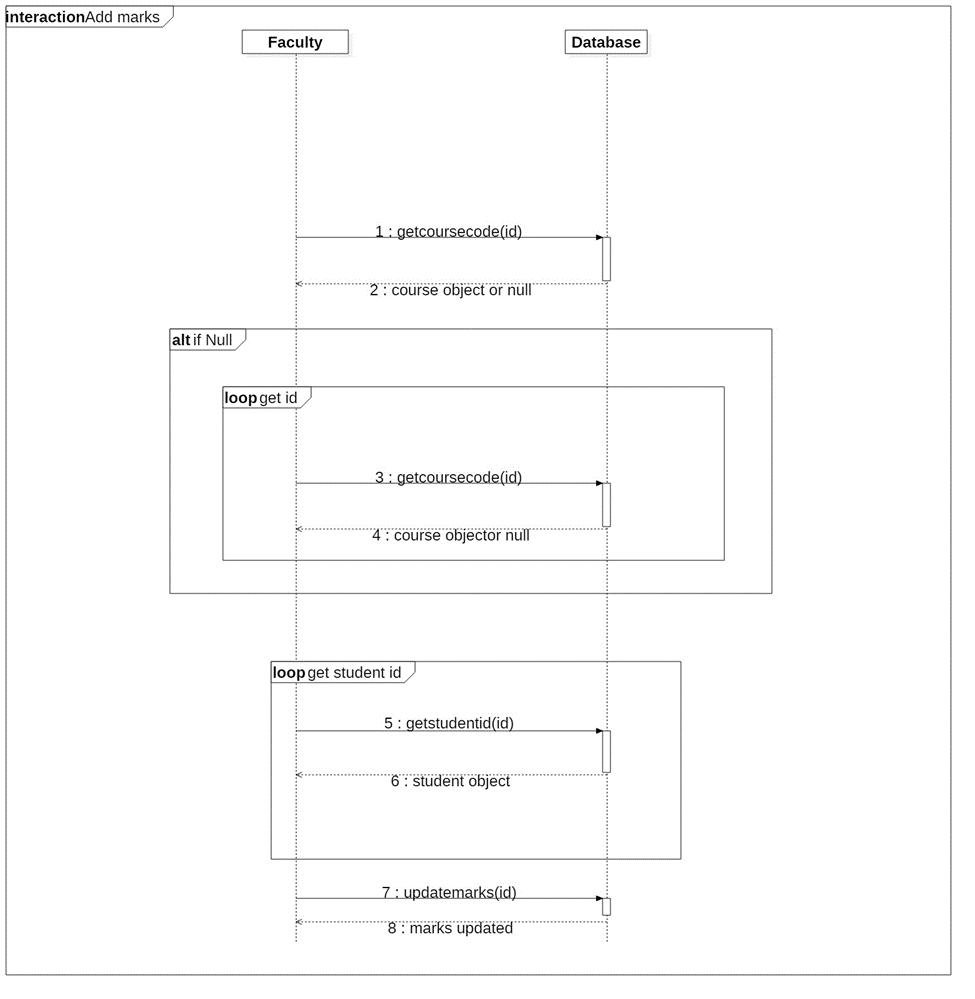 interaction Add marks
Faculty
Database
1 : getcoursecode(id)
2 : course object or null
alt if Null
loop get id
3 : getcoursecode(id)
4 : course objector null
loop get student id
5 : getstudentid(id)
6 : student object
7 : updatemarks(id)
8 : marks updated